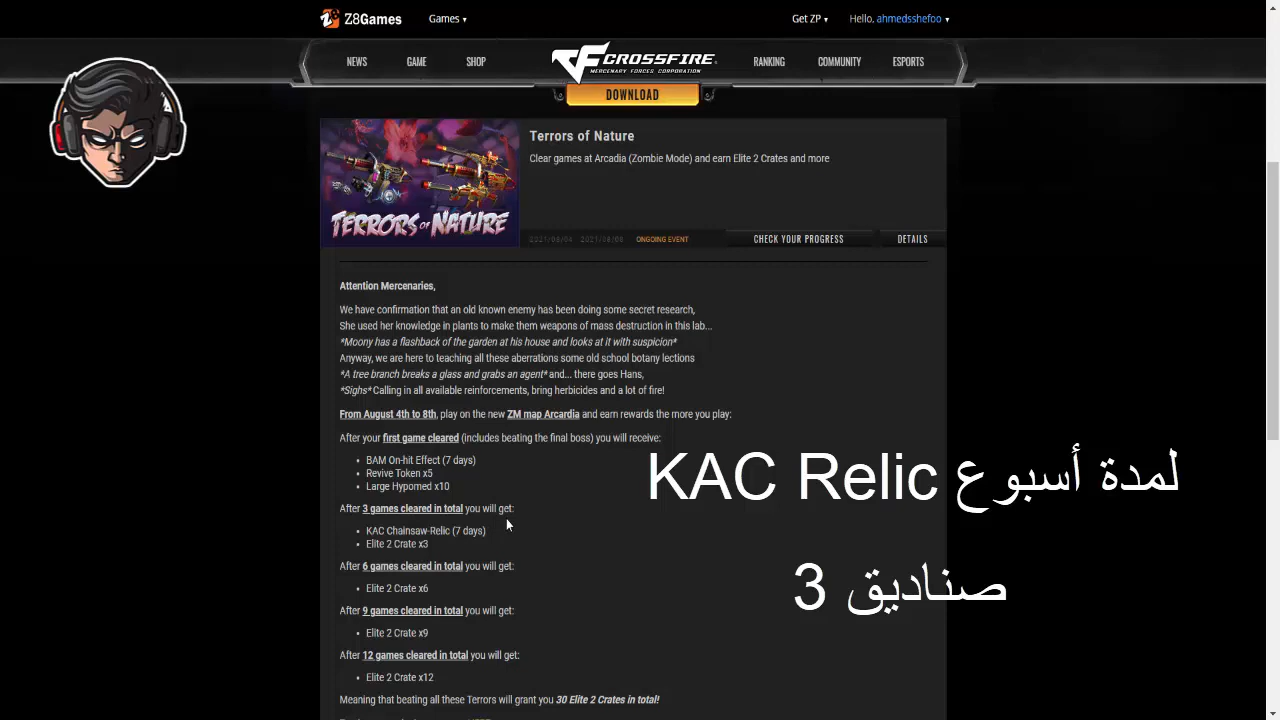 Z8Games Games ▾ Get ZP ▾ Hello, ahmedsshefoo ▾
NEWS GAME SHOP CROSSFIRE RANKING COMMUNITY ESPORTS
MERCENARY FORCES CORPORATION
DOWNLOAD
Terrors of Nature
Clear games at Arcadia (Zombie Mode) and earn Elite 2 Crates and more
TERRORS OF NATURE
ONGOING EVENT CHECK YOUR PROGRESS DETAILS
Attention Mercenaries,
We have confirmation that an old known enemy has been doing some secret research,
She used her knowledge in plants to make them weapons of mass destruction in this lab...
*Moony has a flashback of the garden at his house and looks at it with suspicion*
Anyway, we are here to teaching all these aberrations some old school botany lections
*A tree branch breaks a glass and grabs an agent* and... there goes Hans,
*Sighs* Calling in all available reinforcements, bring herbicides and a lot of fire!
From August 4th to 8th, play on the new ZM map Arcardia and earn rewards the more you play:
After your first game cleared (includes beating the final boss) you will receive:
• BAM On-hit Effect (7 days)
• Revive Token x5
• Large Hypomed x10
لمدة أسبوع KAC Relic
After 3 games cleared in total you will get:
• KAC Chainsaw-Relic (7 days)
• Elite 2 Crate x3
After 6 games cleared in total you will get:
• Elite 2 Crate x6
صناديق 3
After 9 games cleared in total you will get:
• Elite 2 Crate x9
After 12 games cleared in total you will get:
• Elite 2 Crate x12
Meaning that beating all these Terrors will grant you 30 Elite 2 Crates in total!